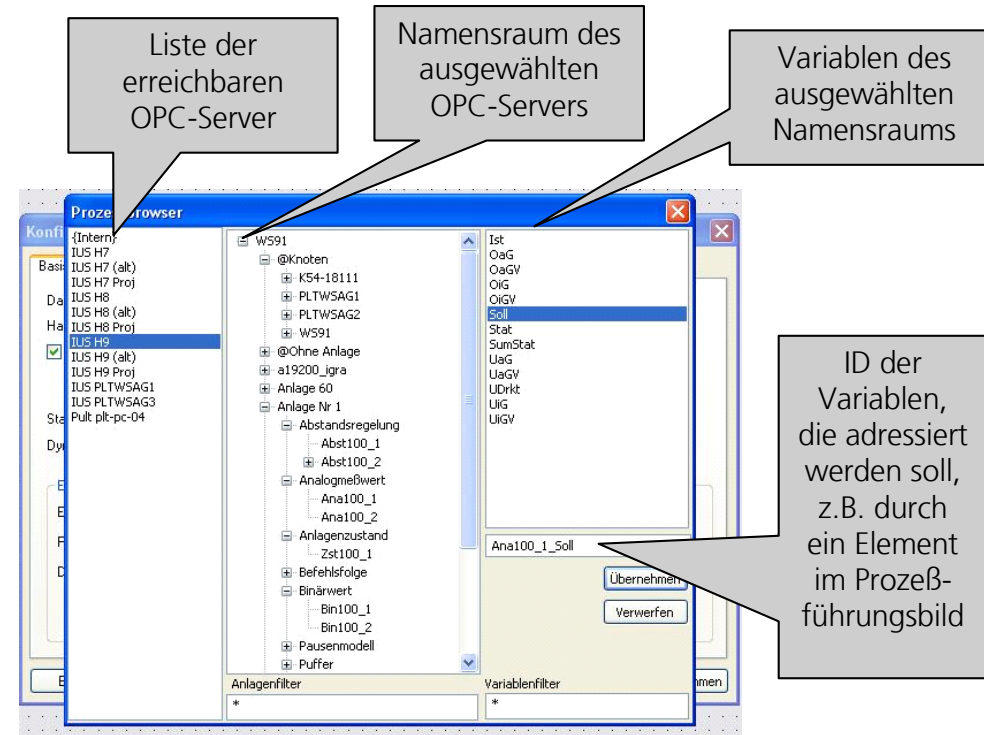 Liste der
erreichbaren
OPC-Server
Namensraum des
ausgewählten
OPC-Servers
Variablen des
ausgewählten
Namensraums
{Intern}
IUS H7
IUS H7 (alt)
IUS H7 Proj
IUS H8
IUS H8 (alt)
IUS H8 Proj
IUS H9
IUS H9 (alt)
IUS H9 Proj
IUS PLTWSAG1
IUS PLTWSAG3
Pult plt-pc-04
WS91
@Knoten
K54-18111
PLTWSAG1
PLTWSAG2
WS91
@Ohne Anlage
a19200_igra
Anlage 60
Anlage Nr 1
Abstandsregelung
Abst100_1
Abst100_2
Analogmeßwert
Ana100_1
Ana100_2
Anlagenzustand
Zst100_1
Befehlsfolge
Binärwert
Bin100_1
Bin100_2
Pausenmodell
Puffer
Anlagenfilter
*
Ist
OaG
OaGV
OiG
OiGV
Soll
Stat
SumStat
UaG
UaGV
UDrkt
UiG
UiGV
Ana100_1_Soll
Übernehmen
Verwerfen
Variablenfilter
*
ID der
Variablen,
die adressiert
werden soll,
z.B. durch
ein Element
im Prozeß-
führungsbild